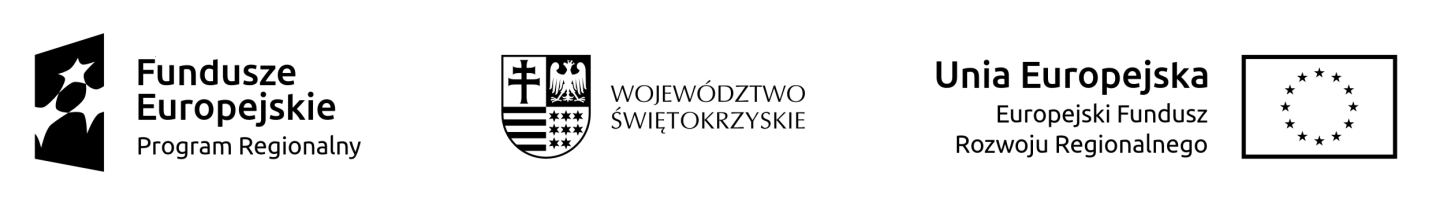 Fundusze
Europejskie
Program Regionalny
WOJEWÓDZTWO
ŚWIĘTOKRZYSKIE
Unia Europejska
Europejski Fundusz
Rozwoju Regionalnego